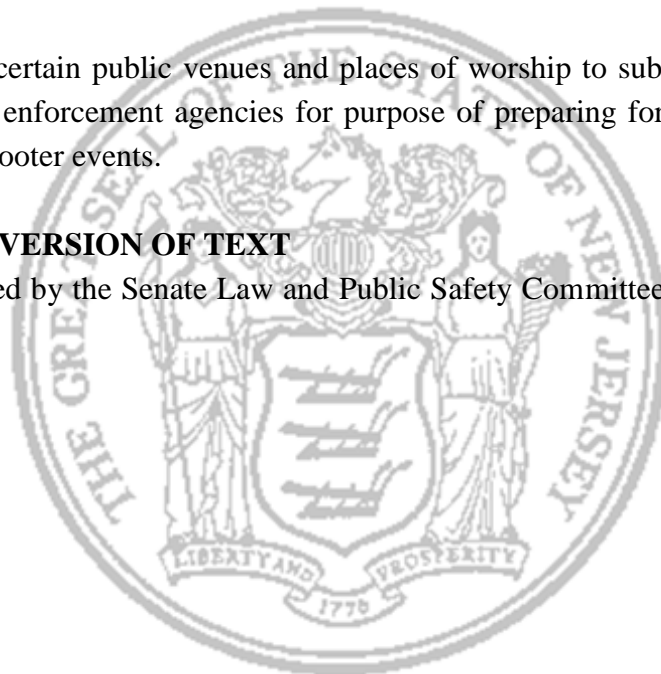 certain public venues and places of worship to sub
enforcement agencies for purpose of preparing for
ooter events.
VERSION OF TEXT
ed by the Senate Law and Public Safety Committee
THE GREAT SEAL OF THE STATE OF NEW JERSEY
LIBERTY AND PROSPERITY
1776